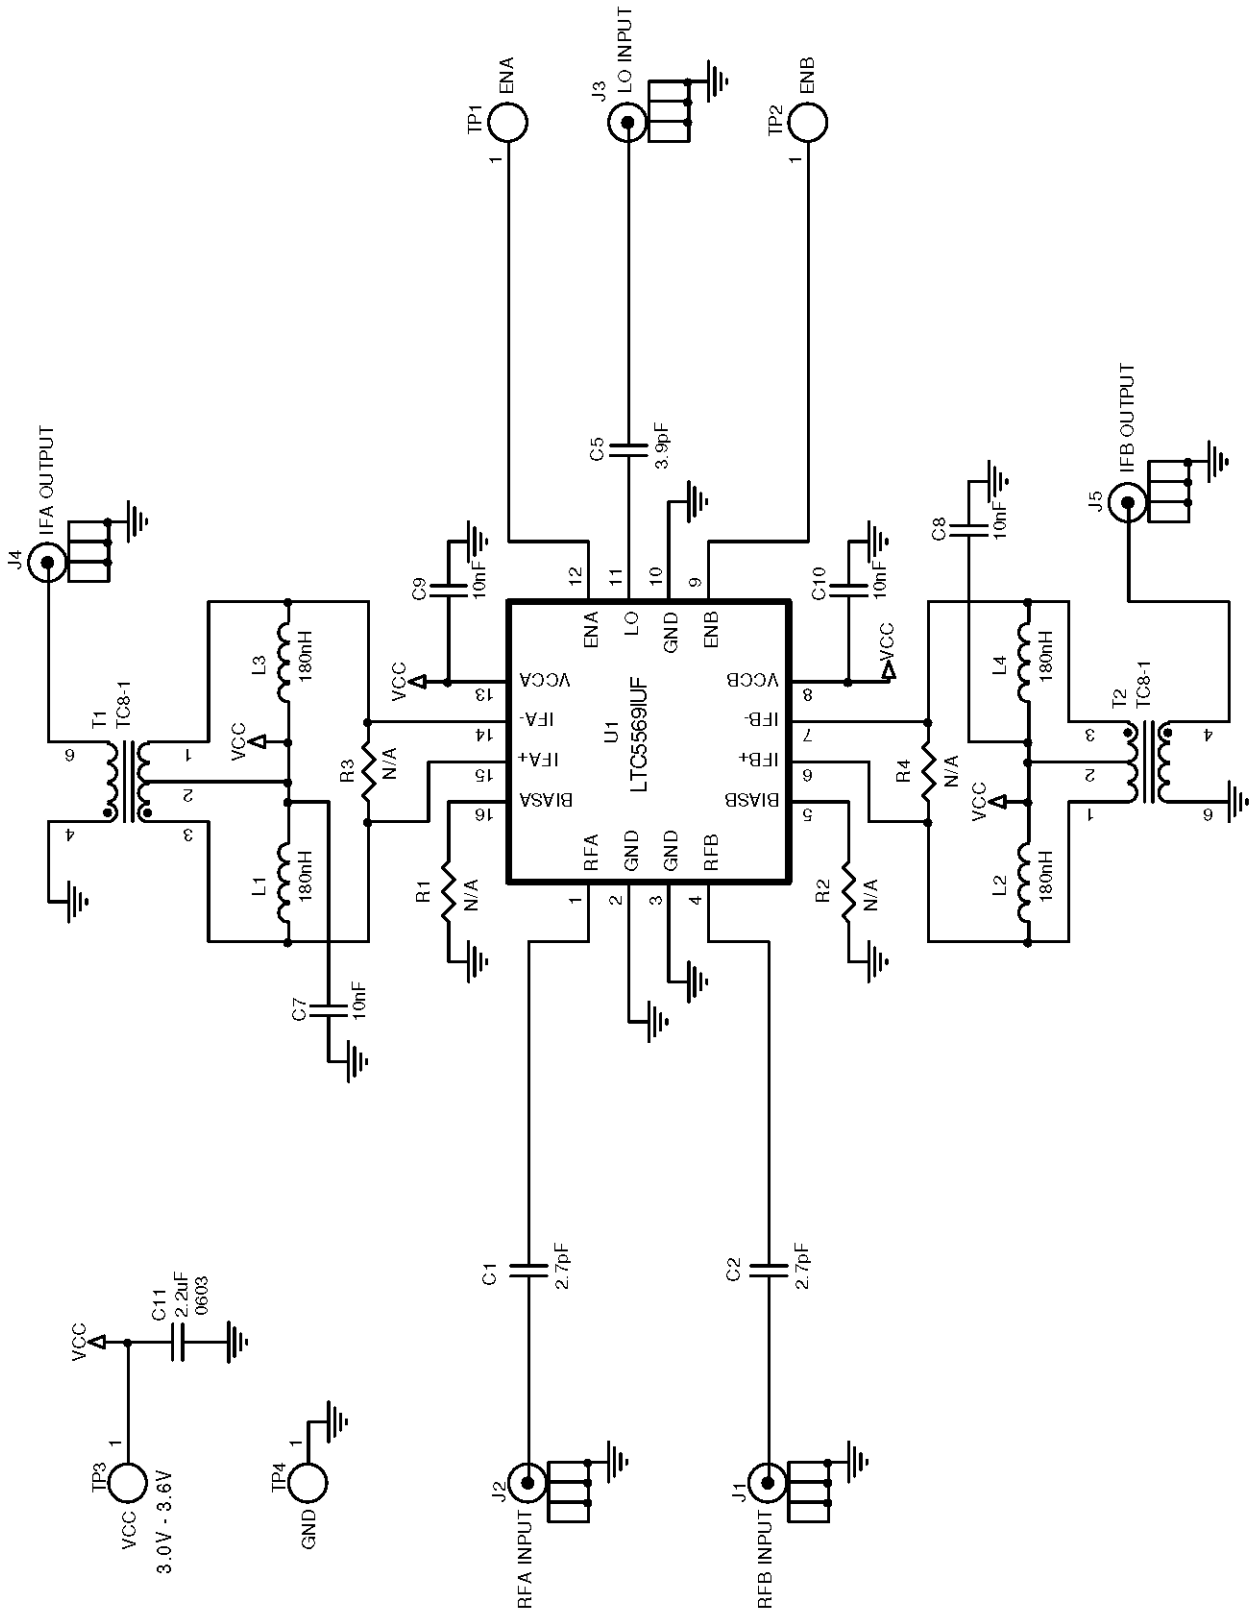 TP3
VCC
3.0V - 3.6V
1
VCC
C11
2.2uF
0603
TP4
GND
1
4
T1
TC8-1
6
J4
IFA OUTPUT
3
2
1
VCC
L1
180nH
L3
180nH
C7
10nF
R3
N/A
R1
N/A
VCC
C9
10nF
16
15
14
13
BIASA
IFA+
IFA-
VCCA
J2
RFA INPUT
C1
2.7pF
1
RFA
2
GND
3
GND
4
RFB
U1
LTC5569IUF
ENA
12
LO
11
GND
10
ENB
9
TP1
1
ENA
C5
3.9pF
J3
LO INPUT
TP2
1
ENB
J1
RFB INPUT
C2
2.7pF
BIASB
IFB+
IFB-
VCCB
5
6
7
8
R2
N/A
VCC
C10
10nF
R4
N/A
C8
10nF
VCC
L2
180nH
L4
180nH
1
2
3
T2
TC8-1
6
4
J5
IFB OUTPUT